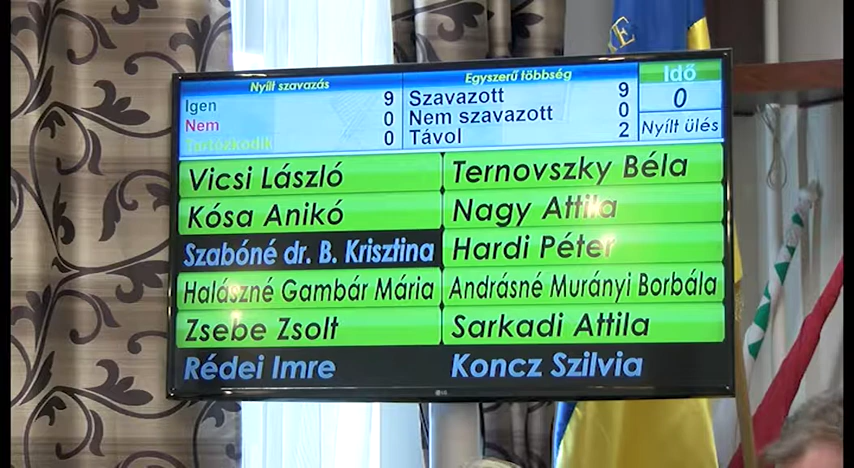 Nyílt szavazás
Egyszerű többség
Idő
Igen 9
Nem 0
Tartózkodik 0
Szavazott 9
Nem szavazott 0
Távol 2
0
Nyílt ülés
Vicsi László
Ternovszky Béla
Kósa Anikó
Nagy Attila
Szabóné dr. B. Krisztina
Hardi Péter
Halászné Gambár Mária
Andrásné Murányi Borbála
Zsebe Zsolt
Sarkadi Attila
Rédei Imre
Koncz Szilvia
LG
E